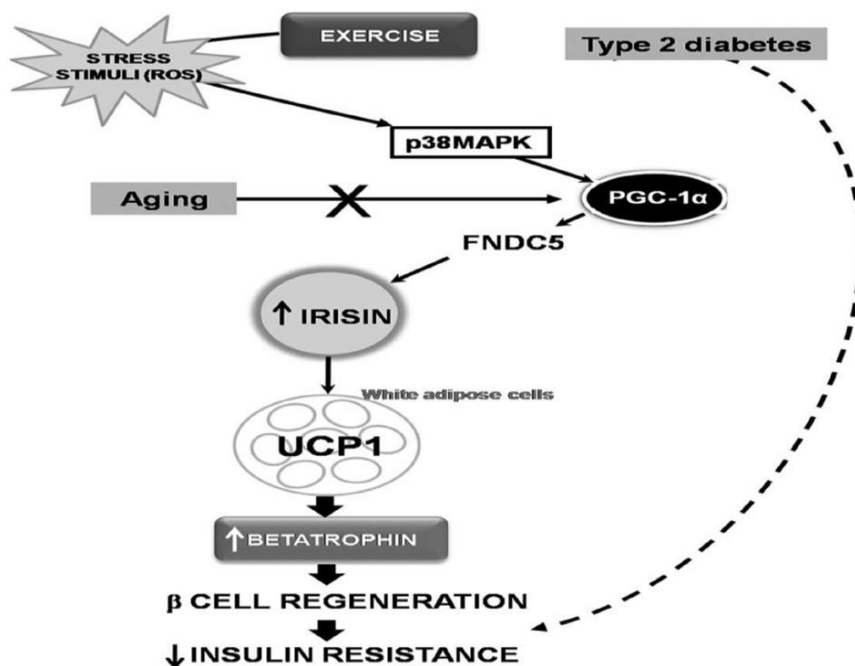 EXERCISE
STRESS
STIMULI (ROS)
Type 2 diabetes
p38MAPK
Aging
PGC-1α
FNDC5
↑ IRISIN
White adipose cells
UCP1
↑ BETATROPHIN
β CELL REGENERATION
↓ INSULIN RESISTANCE